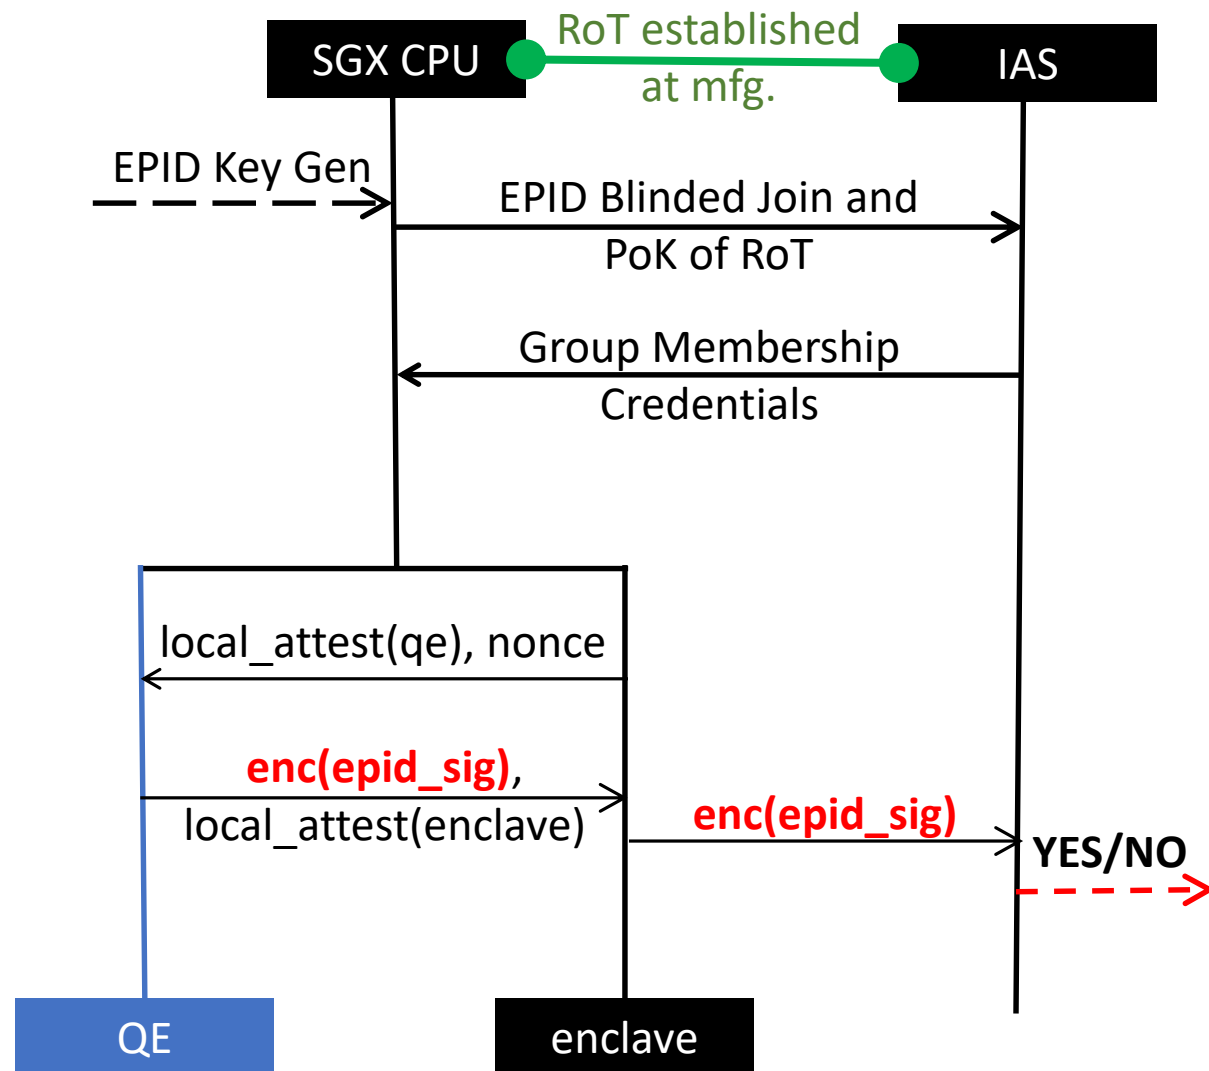 RoT established
at mfg.
SGX CPU
IAS
EPID Key Gen
EPID Blinded Join and
PoK of RoT
Group Membership
Credentials
local_attest(qe), nonce
enc(epid_sig),
local_attest(enclave)
enc(epid_sig)
YES/NO
QE
enclave